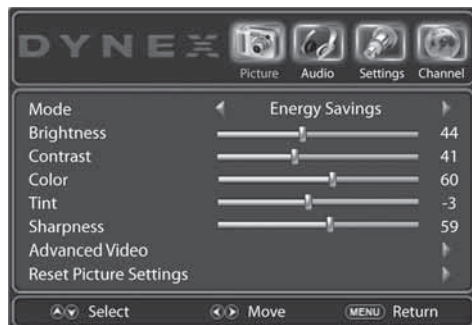 DYNEX
Picture Audio Settings Channel
Mode Energy Savings
Brightness 44
Contrast 41
Color 60
Tint -3
Sharpness 59
Advanced Video
Reset Picture Settings
Select Move MENU Return